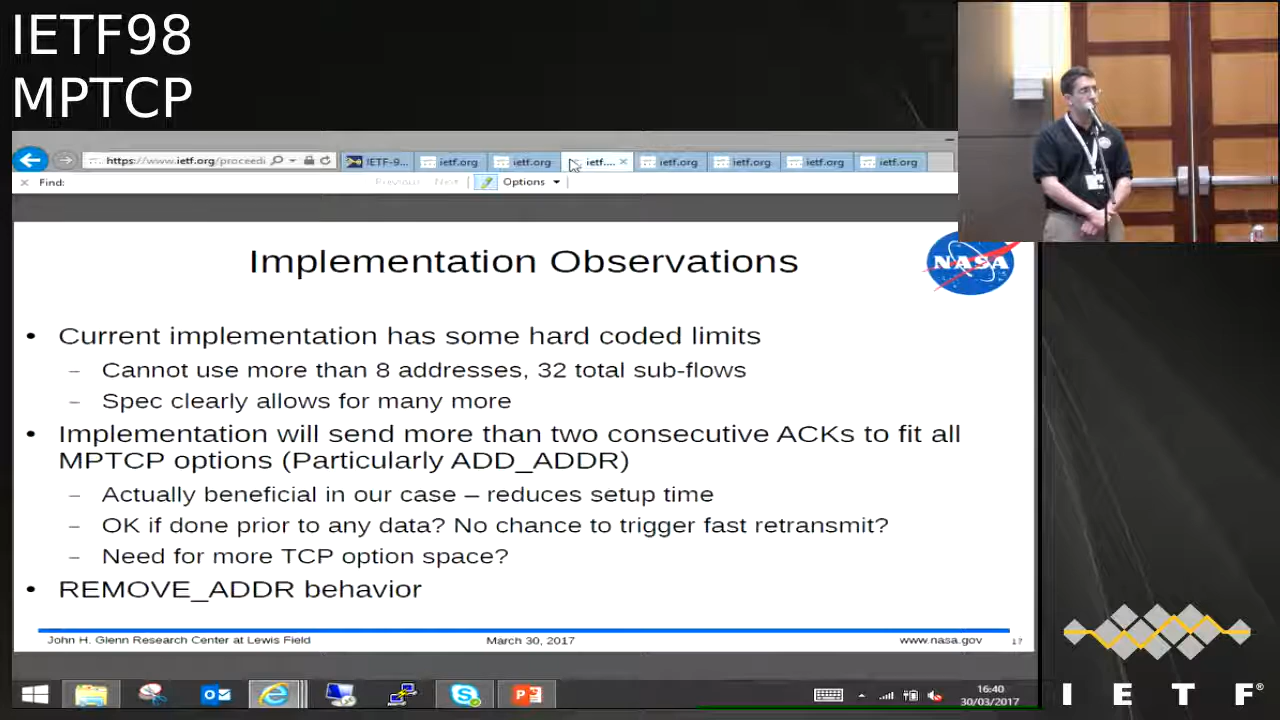 IETF98
MPTCP
https://www.ietf.org/proceedi
IETF-9...
ietf.org
ietf.org
ietf....
ietf.org
ietf.org
ietf.org
ietf.org
Find:
Previous
Next
Options
Implementation Observations
NASA
• Current implementation has some hard coded limits
– Cannot use more than 8 addresses, 32 total sub-flows
– Spec clearly allows for many more
• Implementation will send more than two consecutive ACKs to fit all
MPTCP options (Particularly ADD_ADDR)
– Actually beneficial in our case – reduces setup time
– OK if done prior to any data? No chance to trigger fast retransmit?
– Need for more TCP option space?
• REMOVE_ADDR behavior
John H. Glenn Research Center at Lewis Field
March 30, 2017
www.nasa.gov
17
16:40
30/03/2017
I E T F®